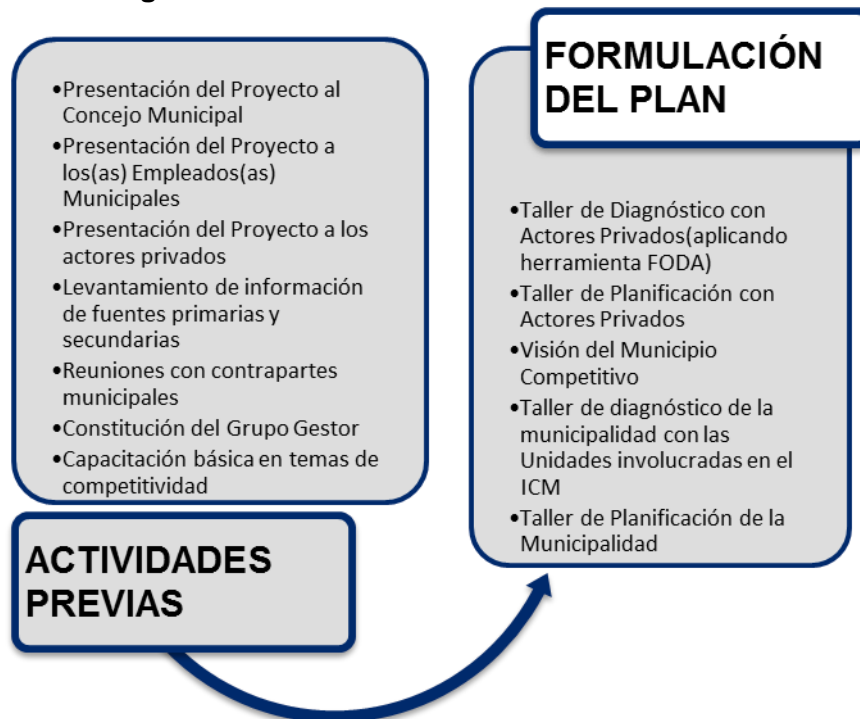 •Presentación del Proyecto al
Concejo Municipal
•Presentación del Proyecto a
los(as) Empleados(as)
Municipales
•Presentación del Proyecto a los
actores privados
•Levantamiento de información
de fuentes primarias y
secundarias
•Reuniones con contrapartes
municipales
•Constitución del Grupo Gestor
•Capacitación básica en temas de
competitividad
ACTIVIDADES
PREVIAS
FORMULACIÓN
DEL PLAN
•Taller de Diagnóstico con
Actores Privados(aplicando
herramienta FODA)
•Taller de Planificación con
Actores Privados
•Visión del Municipio
Competitivo
•Taller de diagnóstico de la
municipalidad con las
Unidades involucradas en el
ICM
•Taller de Planificación de la
Municipalidad